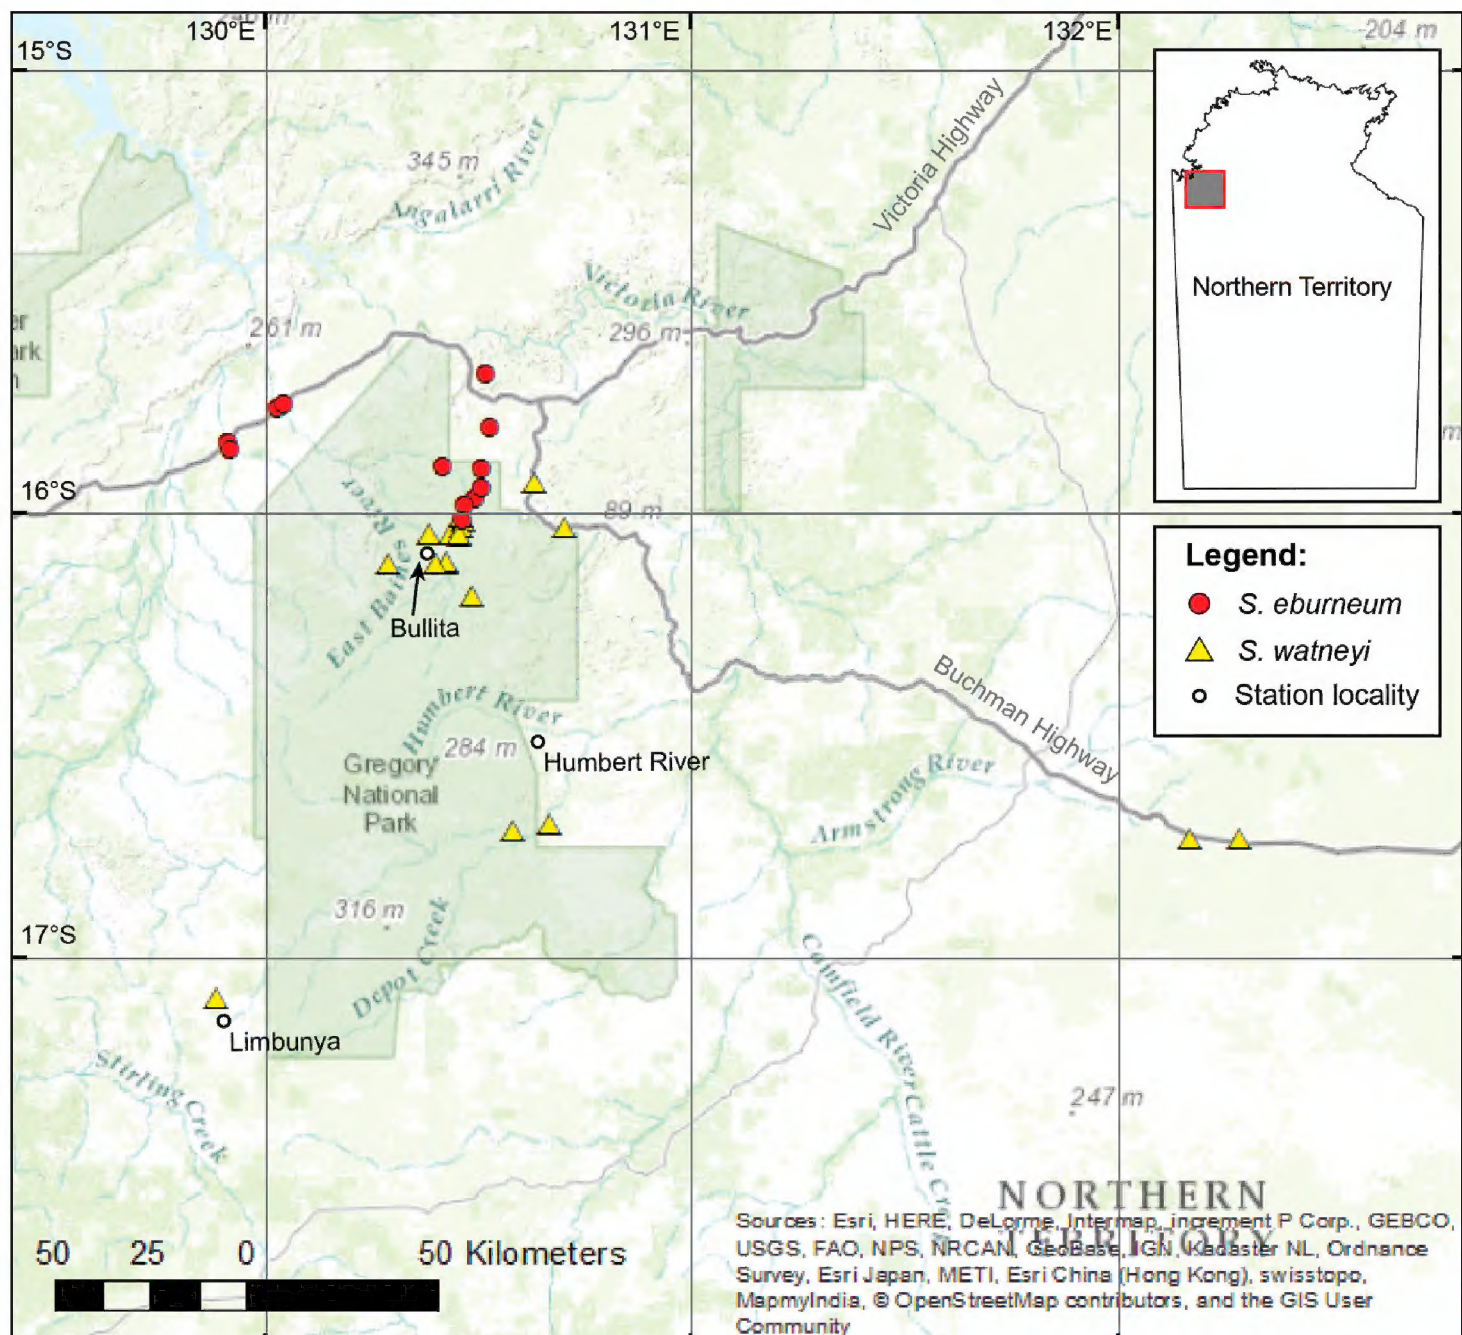 130°E
131°E
132°E
15°S
204 m
345 m
Angalarri River
Victoria Highway
Northern Territory
Victoria River
261 m
296 m
16°S
89 m
Legend:
S. eburneum
S. watneyi
Station locality
East Baines River
Bullita
Humbert River
284 m
Humbert River
Gregory
National
Park
Buchman Highway
Armstrong River
316 m
17°S
Depot Creek
Camfield River
Cattle Creek
Limbunya
Stirling Creek
247 m
NORTHERN
TERRITORY
50 25 0 50 Kilometers
Sources: Esri, HERE, DeLorme, Intermap, increment P Corp., GEBCO,
USGS, FAO, NPS, NRCAN, GeoBase, IGN, Kadaster NL, Ordnance
Survey, Esri Japan, METI, Esri China (Hong Kong), swisstopo,
MapmyIndia, © OpenStreetMap contributors, and the GIS User
Community